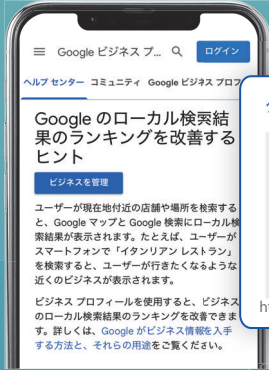 Google ビジネス プ... ログイン
ヘルプ センター コミュニティ Google ビジネス プロフ
Google のローカル検索結
果のランキングを改善する
ヒント
ビジネスを管理
ユーザーが現在地付近の店舗や場所を検索する
と、Google マップと Google 検索にローカル検
索結果が表示されます。たとえば、ユーザーが
スマートフォンで「イタリアン レストラン」
を検索すると、ユーザーが行きたくなるような
近くのビジネスが表示されます。
ビジネス プロフィールを使用すると、ビジネス
のローカル検索結果のランキングを改善できま
す。詳しくは、Google がビジネス情報を入手
する方法と、それらの用途をご覧ください。